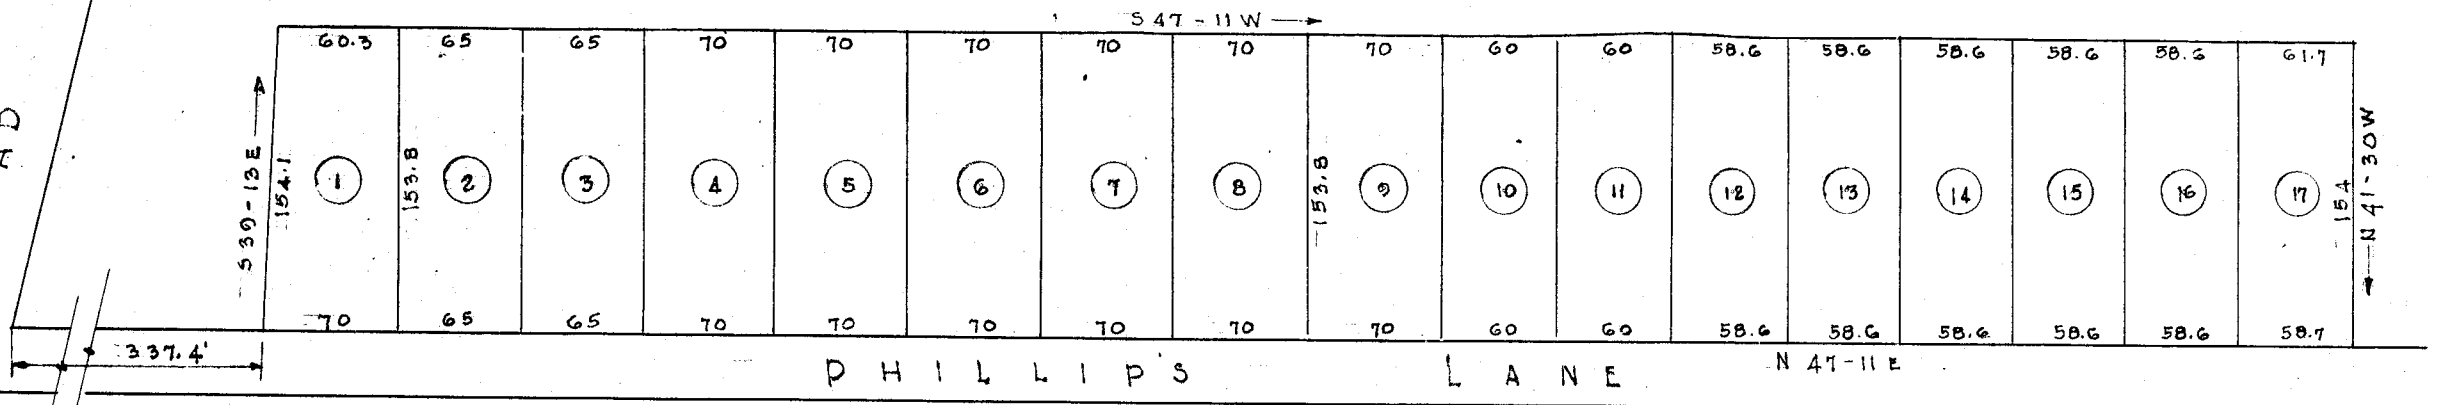 S 47 - 11 W
60.3 65 65 70 70 70 70 70 70 60 60 58.6 58.6 58.6 58.6 58.6 61.7
D
S 39 - 13 E
154.1
153.8
153.8
154
N 41 - 30 W
1 2 3 4 5 6 7 8 9 10 11 12 13 14 15 16 17
70 65 65 70 70 70 70 70 70 60 60 58.6 58.6 58.6 58.6 58.6 58.7
337.4'
PHILLIP'S LANE
N 47 - 11 E